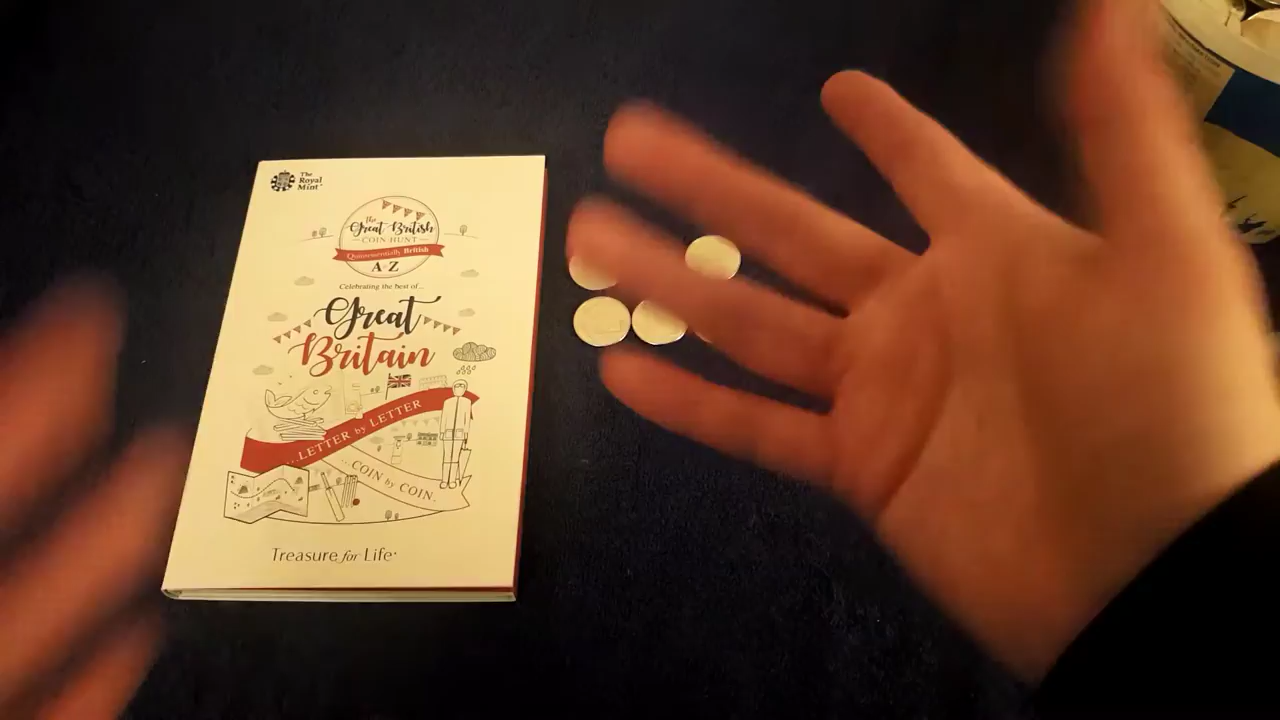 The
Royal
Mint®
the
Great British
COIN HUNT
Quintessentially British
A-Z
Celebrating the best of...
Great
Britain
...LETTER by LETTER
...COIN by COIN.
Treasure for Life·